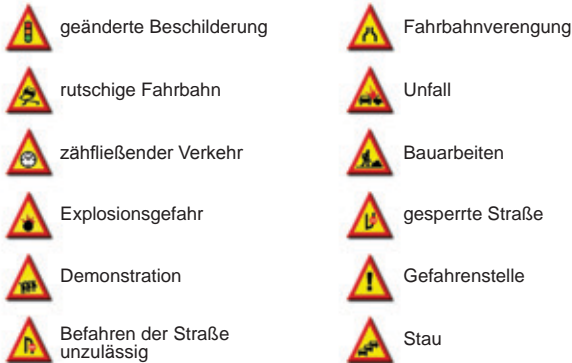 geänderte Beschilderung
rutschige Fahrbahn
zähfließender Verkehr
Explosionsgefahr
Demonstration
Befahren der Straße
unzulässig
Fahrbahnverengung
Unfall
Bauarbeiten
gesperrte Straße
Gefahrenstelle
Stau